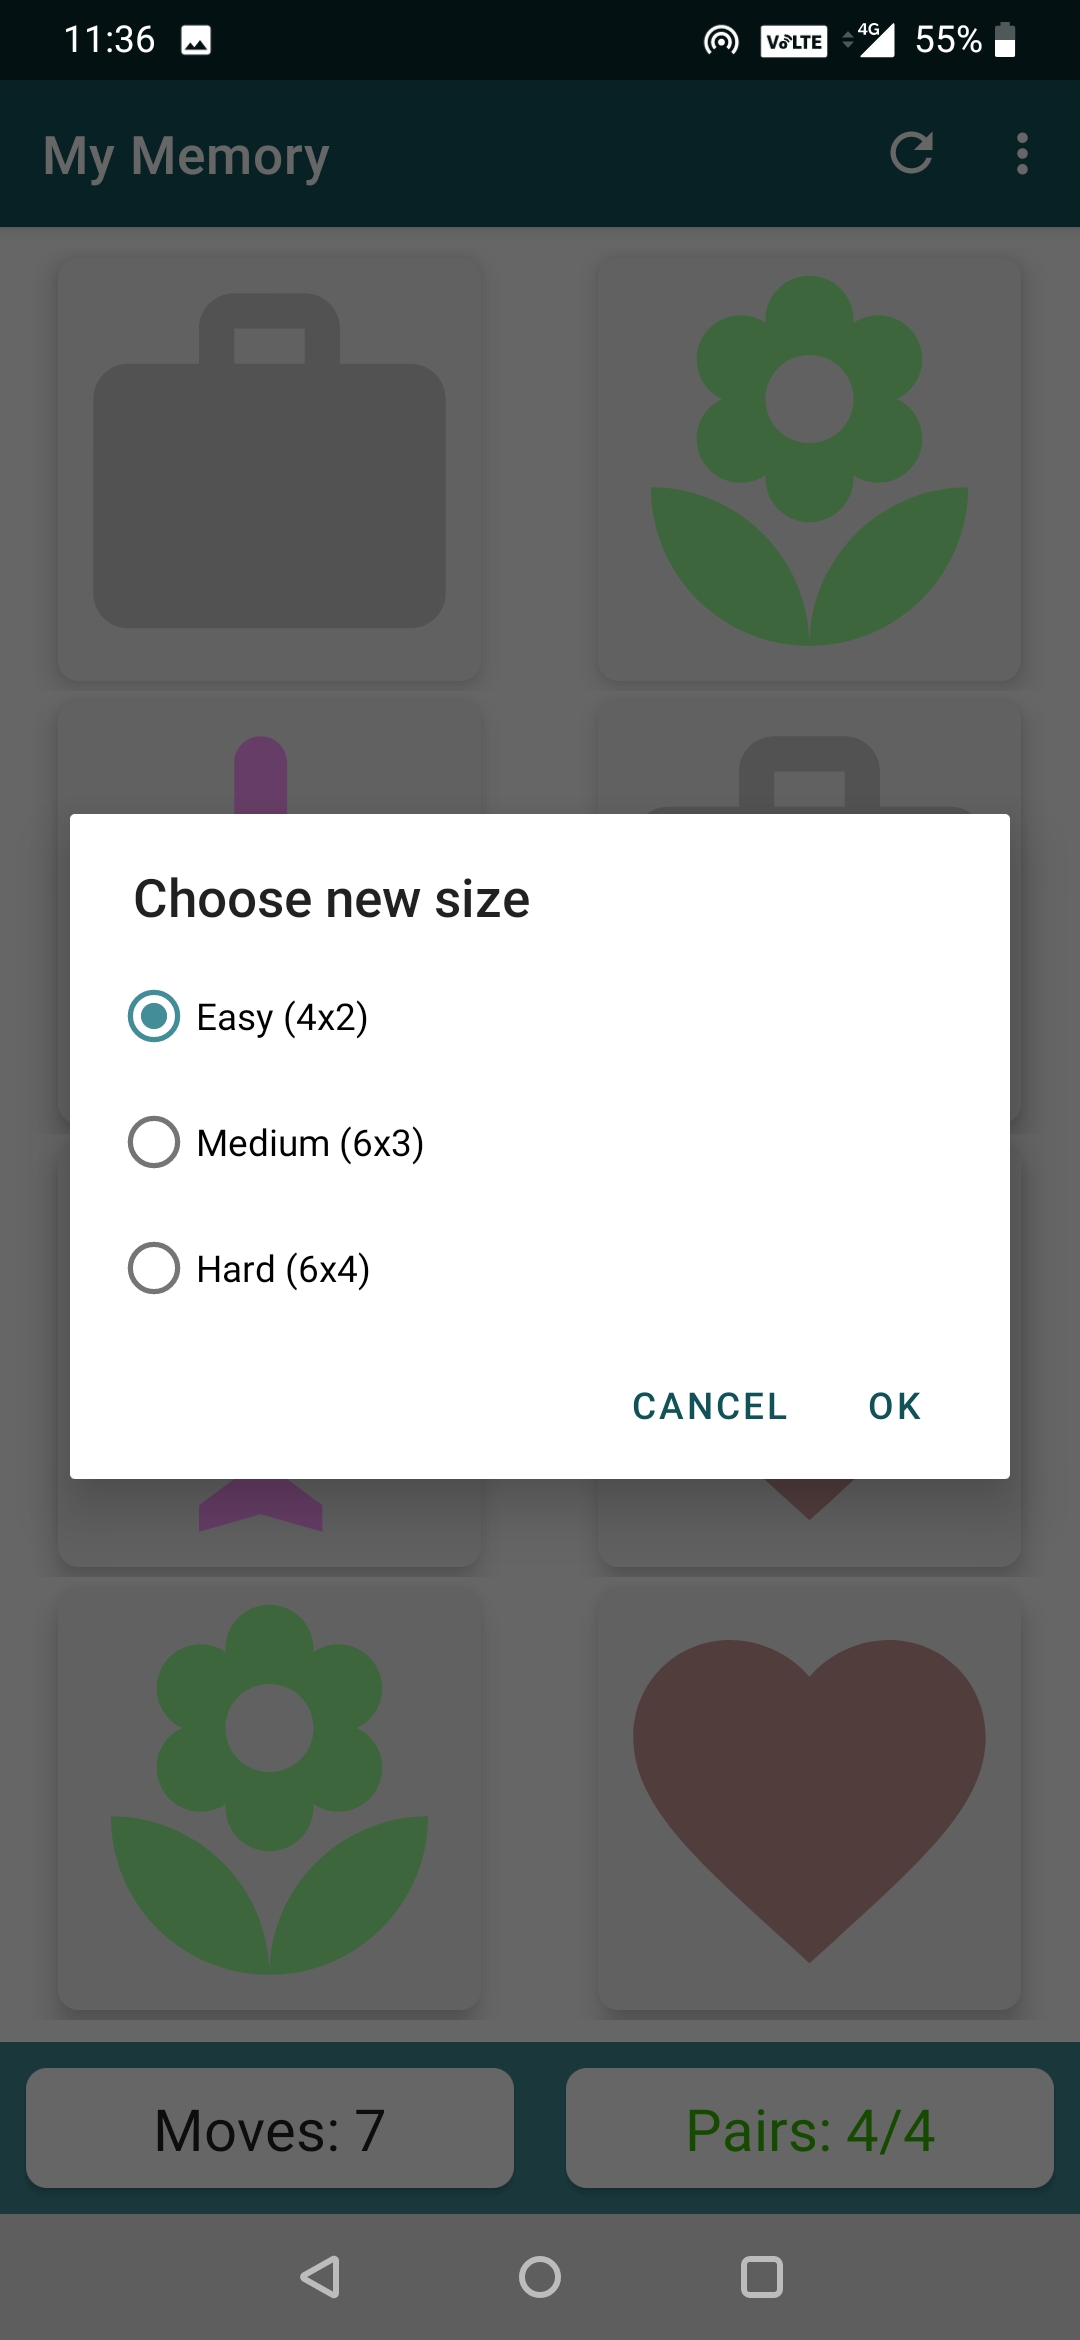 11:36
VoLTE
4G
55%
My Memory
Choose new size
Easy (4x2)
Medium (6x3)
Hard (6x4)
CANCEL OK
Moves: 7
Pairs: 4/4